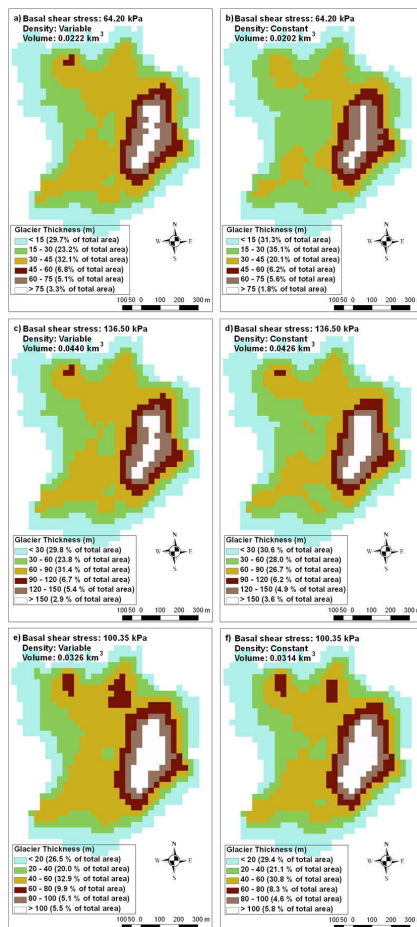 a) Basal shear stress: 64.20 kPa
Density: Variable
Volume: 0.0222 km3
Glacier Thickness (m)
< 15 (29.7% of total area)
15 - 30 (23.2% of total area)
30 - 45 (32.1% of total area)
45 - 60 (6.8% of total area)
60 - 75 (5.1% of total area)
> 75 (3.3% of total area)
N
W E
S
100 50 0 100 200 300 m
b) Basal shear stress: 64.20 kPa
Density: Constant
Volume: 0.0202 km3
Glacier Thickness (m)
< 15 (31.3% of total area)
15 - 30 (35.1% of total area)
30 - 45 (20.1% of total area)
45 - 60 (6.2% of total area)
60 - 75 (5.6% of total area)
> 75 (1.8% of total area)
N
W E
S
100 50 0 100 200 300 m
c) Basal shear stress: 136.50 kPa
Density: Variable
Volume: 0.0440 km3
Glacier Thickness (m)
< 30 (29.8 % of total area)
30 - 60 (23.8 % of total area)
60 - 90 (31.4 % of total area)
90 - 120 (6.7 % of total area)
120 - 150 (5.4 % of total area)
> 150 (2.9 % of total area)
N
W E
S
100 50 0 100 200 300 m
d) Basal shear stress: 136.50 kPa
Density: Constant
Volume: 0.0426 km3
Glacier Thickness (m)
< 30 (30.6 % of total area)
30 - 60 (28.0 % of total area)
60 - 90 (26.7 % of total area)
90 - 120 (6.2 % of total area)
120 - 150 (4.9 % of total area)
> 150 (3.6 % of total area)
N
W E
S
100 50 0 100 200 300 m
e) Basal shear stress: 100.35 kPa
Density: Variable
Volume: 0.0326 km3
Glacier Thickness (m)
< 20 (26.5 % of total area)
20 - 40 (20.0 % of total area)
40 - 60 (32.9 % of total area)
60 - 80 (9.9 % of total area)
80 - 100 (5.1 % of total area)
> 100 (5.5 % of total area)
N
W E
S
100 50 0 100 200 300 m
f) Basal shear stress: 100.35 kPa
Density: Constant
Volume: 0.0314 km3
Glacier Thickness (m)
< 20 (29.4 % of total area)
20 - 40 (21.1 % of total area)
40 - 60 (30.8 % of total area)
60 - 80 (8.3 % of total area)
80 - 100 (4.6 % of total area)
> 100 (5.8 % of total area)
N
W E
S
100 50 0 100 200 300 m